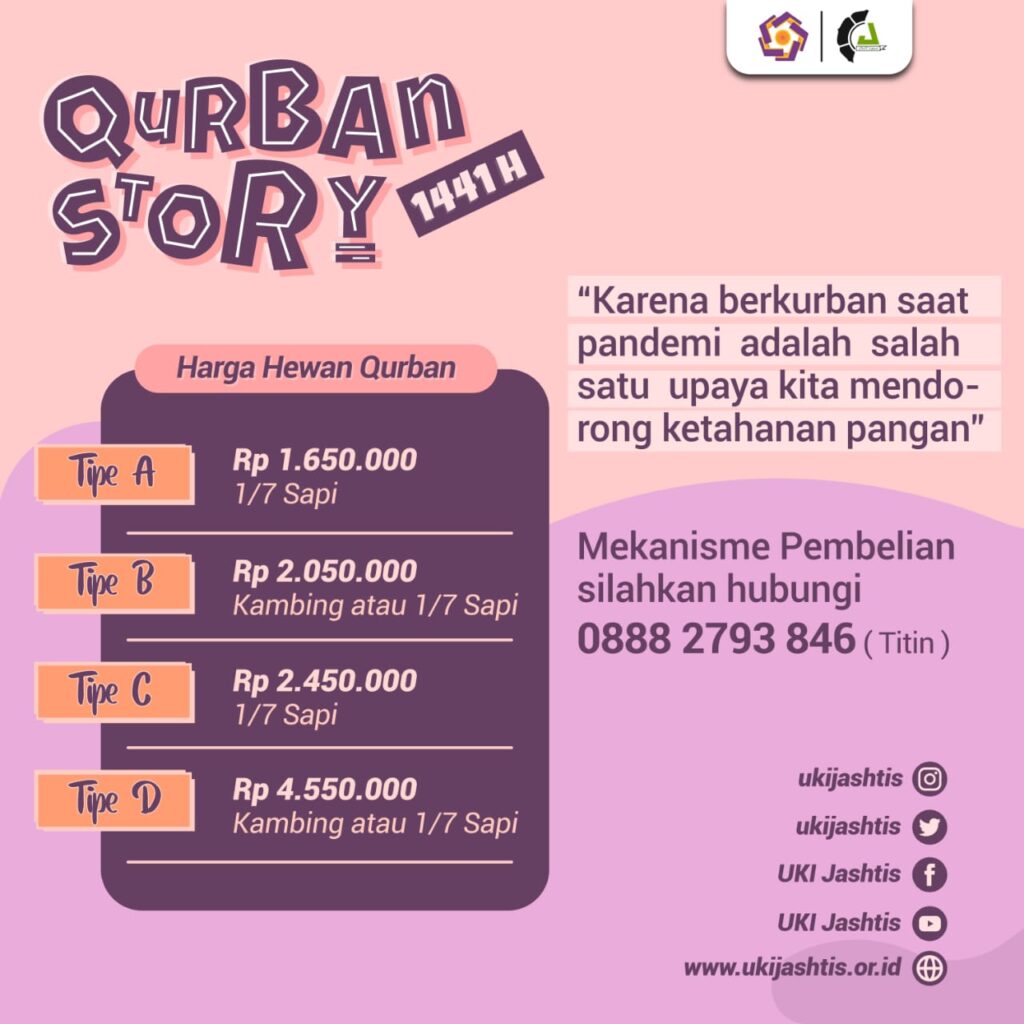 QURBAN
STORY
1441 H
"Karena berkurban saat
pandemi adalah salah
satu upaya kita mendo-
rong ketahanan pangan"
Harga Hewan Qurban
Tipe A
Rp 1.650.000
1/7 Sapi
Tipe B
Rp 2.050.000
Kambing atau 1/7 Sapi
Tipe C
Rp 2.450.000
1/7 Sapi
Tipe D
Rp 4.550.000
Kambing atau 1/7 Sapi
Mekanisme Pembelian
silahkan hubungi
0888 2793 846 ( Titin )
ukijashtis
ukijashtis
UKI Jashtis
UKI Jashtis
www.ukijashtis.or.id